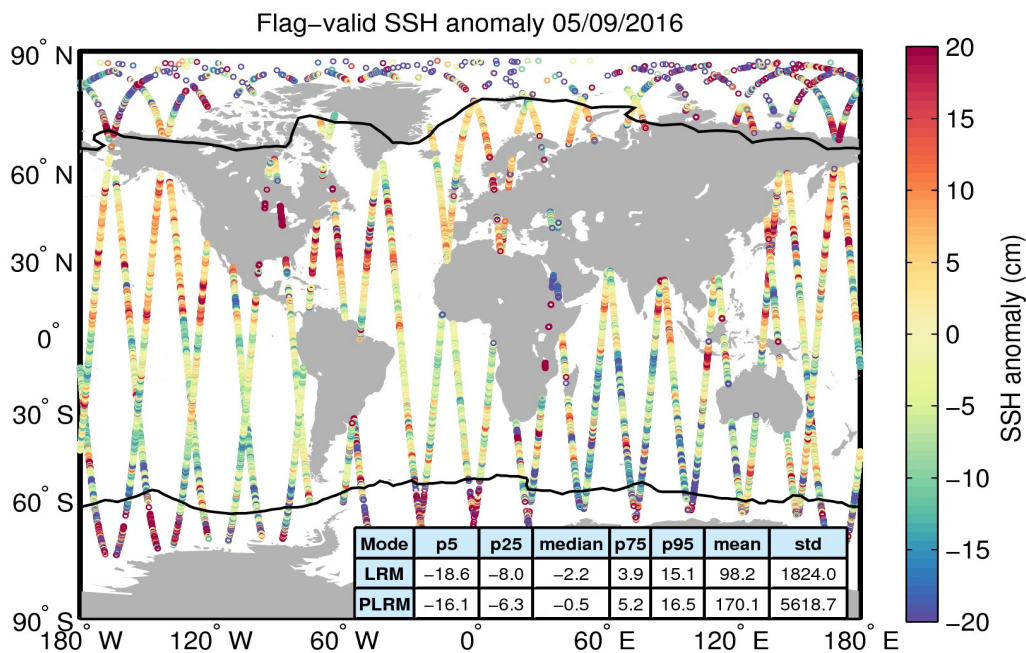 Flag−valid SSH anomaly 05/09/2016
90° N
60° N
30° N
0°
30° S
60° S
90° S
180° W 120° W 60° W 0° 60° E 120° E 180° E
Mode p5 p25 median p75 p95 mean std
LRM −18.6 −8.0 −2.2 3.9 15.1 98.2 1824.0
PLRM −16.1 −6.3 −0.5 5.2 16.5 170.1 5618.7
20
15
10
5
0
−5
−10
−15
−20
SSH anomaly (cm)